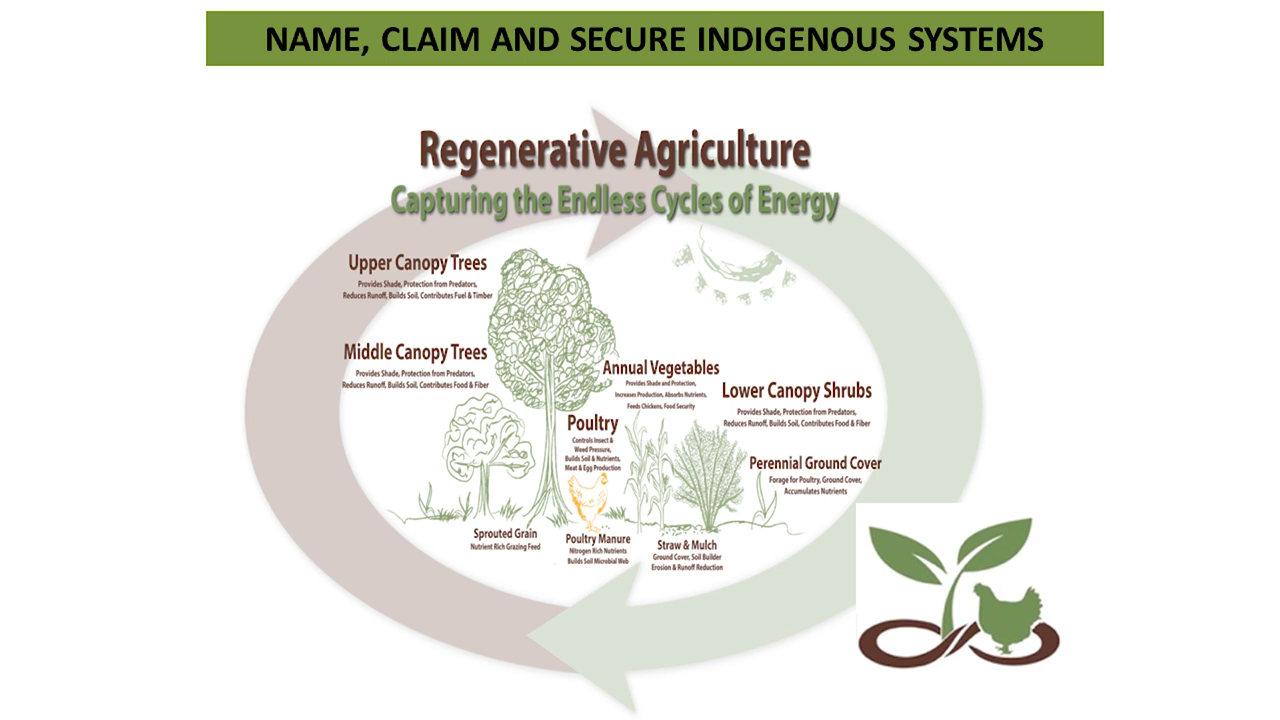 NAME, CLAIM AND SECURE INDIGENOUS SYSTEMS
Regenerative Agriculture
Capturing the Endless Cycles of Energy
Upper Canopy Trees
Provides Shade, Protection from Predators,
Reduces Runoff, Builds Soil, Contributes Fuel & Timber
Middle Canopy Trees
Provides Shade, Protection from Predators,
Reduces Runoff, Builds Soil, Contributes Food & Fiber
Annual Vegetables
Provides Shade and Protection,
Increases Production, Absorbs Nutrients,
Feeds Chickens, Food Security
Lower Canopy Shrubs
Provides Shade, Protection from Predators,
Reduces Runoff, Builds Soil, Contributes Food & Fiber
Poultry
Controls Insect &
Weed Pressure,
Builds Soil & Nutrients,
Meat & Egg Production
Perennial Ground Cover
Forage for Poultry, Ground Cover,
Accumulates Nutrients
Sprouted Grain
Nutrient Rich Grazing Feed
Poultry Manure
Nitrogen Rich Nutrients
Builds Soil Microbial Web
Straw & Mulch
Ground Cover, Soil Builder
Erosion & Runoff Reduction